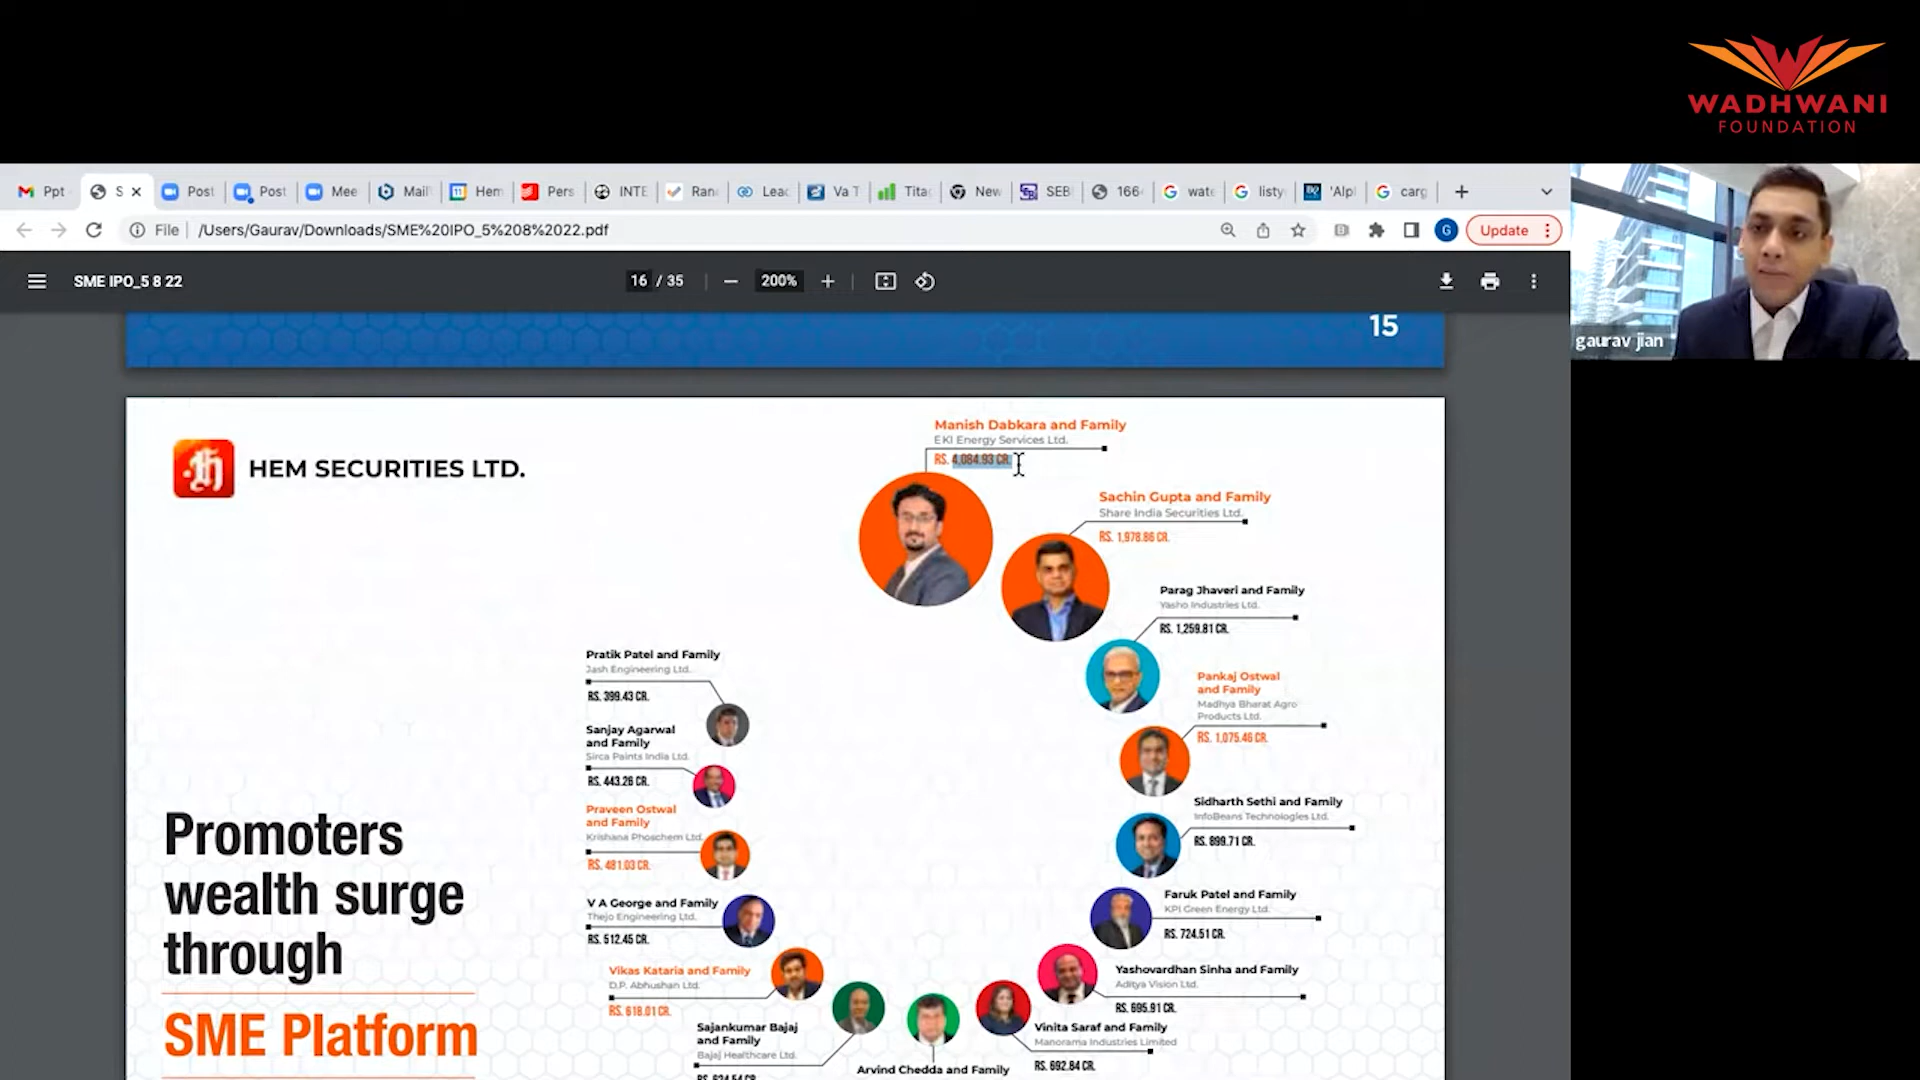 WADHWANI
FOUNDATION
Ppt
S
Post
Post
Mee
Mail
Hem
Pers
INTE
Ran
Lea
Va T
Tita
New
SEB
166
wate
listy
'Alp
carg
File
/Users/Gaurav/Downloads/SME%20IPO_5%208%2022.pdf
G
Update
SME IPO_5 8 22
16 / 35
200%
gaurav jian
15
HEM SECURITIES LTD.
Manish Dabkara and Family
EKI Energy Services Ltd.
RS. 4,084.93 CR.
Sachin Gupta and Family
Share India Securities Ltd.
RS. 1,978.86 CR.
Parag Jhaveri and Family
Yasho Industries Ltd.
RS. 1,259.81 CR.
Pankaj Ostwal
and Family
Madhya Bharat Agro
Products Ltd.
RS. 1,075.46 CR.
Sidharth Sethi and Family
InfoBeans Technologies Ltd.
RS. 899.71 CR.
Faruk Patel and Family
KPI Green Energy Ltd.
RS. 724.51 CR.
Yashovardhan Sinha and Family
Aditya Vision Ltd.
RS. 695.91 CR.
Vinita Saraf and Family
Manorama Industries Limited
RS. 692.84 CR.
Arvind Chedda and Family
Sajankumar Bajaj
and Family
Bajaj Healthcare Ltd.
RS. 624.54 CR.
Vikas Kataria and Family
D.P. Abhushan Ltd.
RS. 618.01 CR.
V A George and Family
Thejo Engineering Ltd.
RS. 512.45 CR.
Praveen Ostwal
and Family
Krishana Phoschem Ltd.
RS. 481.03 CR.
Sanjay Agarwal
and Family
Sirca Paints India Ltd.
RS. 443.26 CR.
Pratik Patel and Family
Jash Engineering Ltd.
RS. 399.43 CR.
Promoters
wealth surge
through
SME Platform